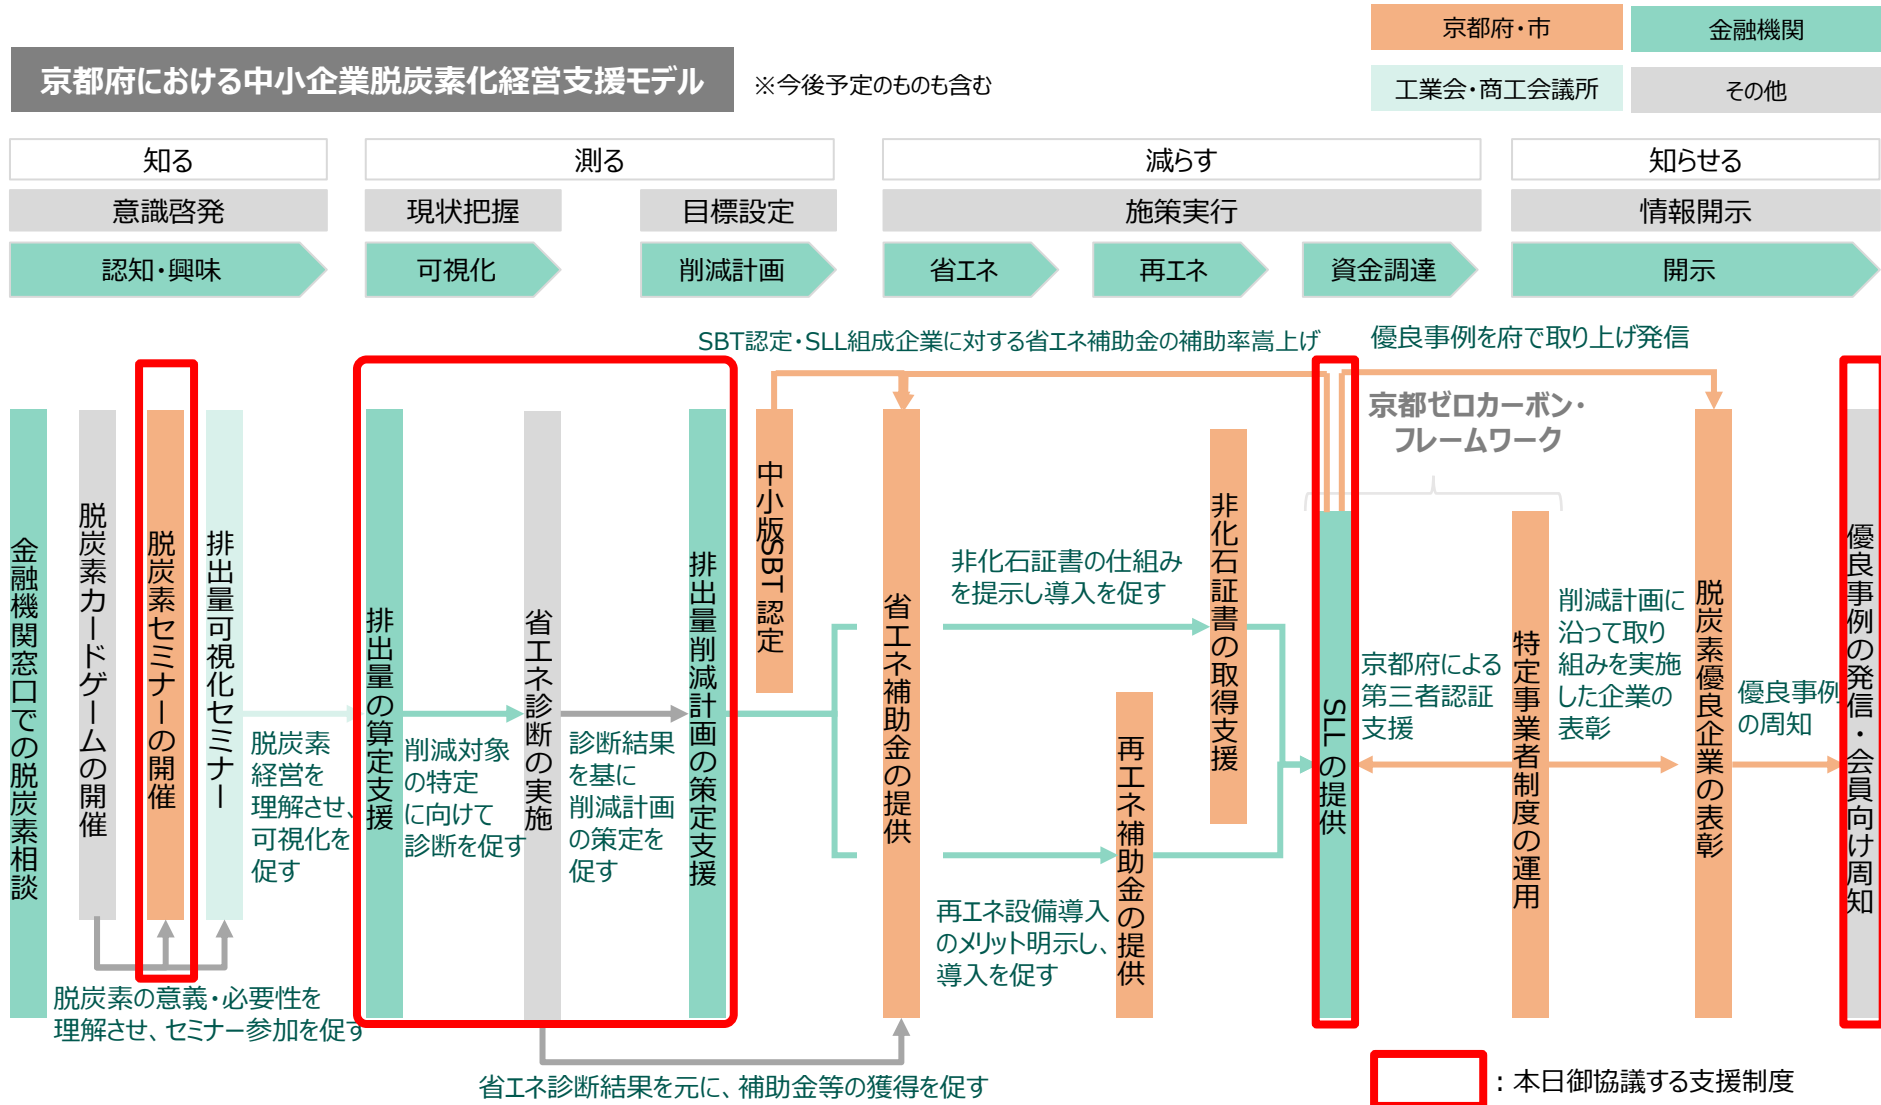 京都府・市
金融機関
工業会・商工会議所
その他
京都府における中小企業脱炭素化経営支援モデル
※今後予定のものも含む
知る
測る
減らす
知らせる
意識啓発
現状把握
目標設定
施策実行
情報開示
認知・興味
可視化
削減計画
省エネ
再エネ
資金調達
開示
SBT認定・SLL組成企業に対する省エネ補助金の補助率嵩上げ
優良事例を府で取り上げ発信
京都ゼロカーボン・
フレームワーク
金融機関窓口での脱炭素相談
脱炭素カードゲームの開催
脱炭素セミナーの開催
排出量可視化セミナー
脱炭素の意義・必要性を
理解させ、セミナー参加を促す
脱炭素
経営を
理解させ、
可視化を
促す
排出量の算定支援
削減対象
の特定
に向けて
診断を促す
省エネ診断の実施
診断結果
を基に
削減計画
の策定を
促す
排出量削減計画の策定支援
中小版SBT認定
省エネ補助金の提供
省エネ診断結果を元に、補助金等の獲得を促す
非化石証書の仕組み
を提示し導入を促す
非化石証書の取得支援
再エネ設備導入
のメリット明示し、
導入を促す
再エネ補助金の提供
SLLの提供
京都府による
第三者認証
支援
特定事業者制度の運用
削減計画に
沿って取り
組みを実施
した企業の
表彰
脱炭素優良企業の表彰
優良事例
の周知
優良事例の発信・会員向け周知
：本日御協議する支援制度